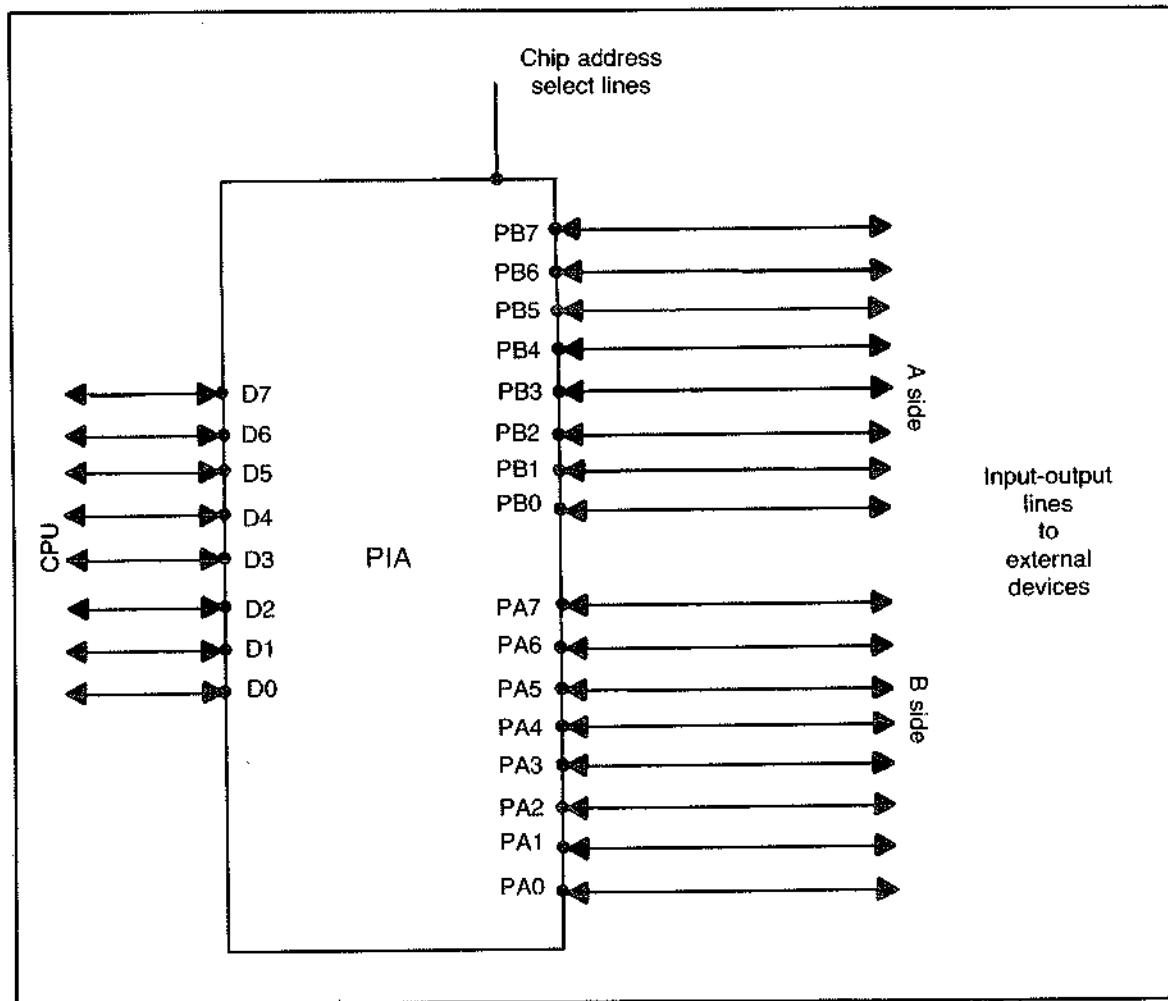 Chip address
select lines
PB7
PB6
PB5
PB4
PB3
PB2
PB1
PB0
A side
D7
D6
D5
D4
D3
D2
D1
D0
CPU
PIA
Input-output
lines
to
external
devices
PA7
PA6
PA5
PA4
PA3
PA2
PA1
PA0
B side